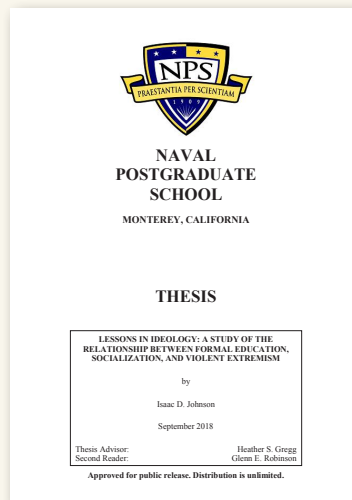 NPS
PRAESTANTIA PER SCIENTIAM
1909
NAVAL
POSTGRADUATE
SCHOOL
MONTEREY, CALIFORNIA
THESIS
LESSONS IN IDEOLOGY: A STUDY OF THE
RELATIONSHIP BETWEEN FORMAL EDUCATION,
SOCIALIZATION, AND VIOLENT EXTREMISM
by
Isaac D. Johnson
September 2018
Thesis Advisor: Heather S. Gregg
Second Reader: Glenn E. Robinson
Approved for public release. Distribution is unlimited.